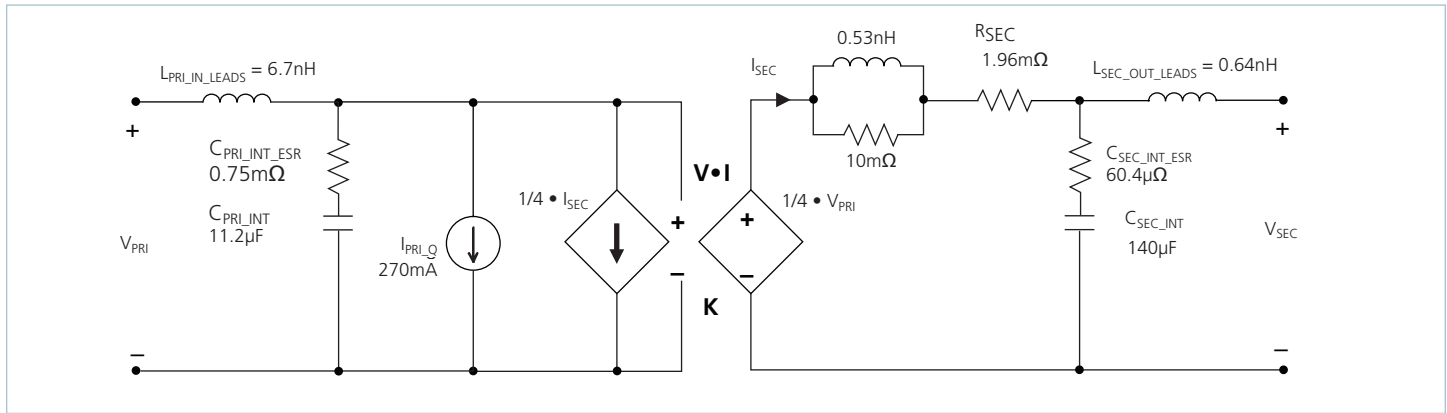 L_PRI_IN_LEADS = 6.7nH
+
C_PRI_INT_ESR
0.75mΩ
C_PRI_INT
11.2µF
V_PRI
I_PRI_Q
270mA
–
1/4 • I_SEC
V•I
+
–
K
1/4 • V_PRI
+
–
I_SEC
0.53nH
10mΩ
R_SEC
1.96mΩ
L_SEC_OUT_LEADS = 0.64nH
+
C_SEC_INT_ESR
60.4µΩ
C_SEC_INT
140µF
V_SEC
–